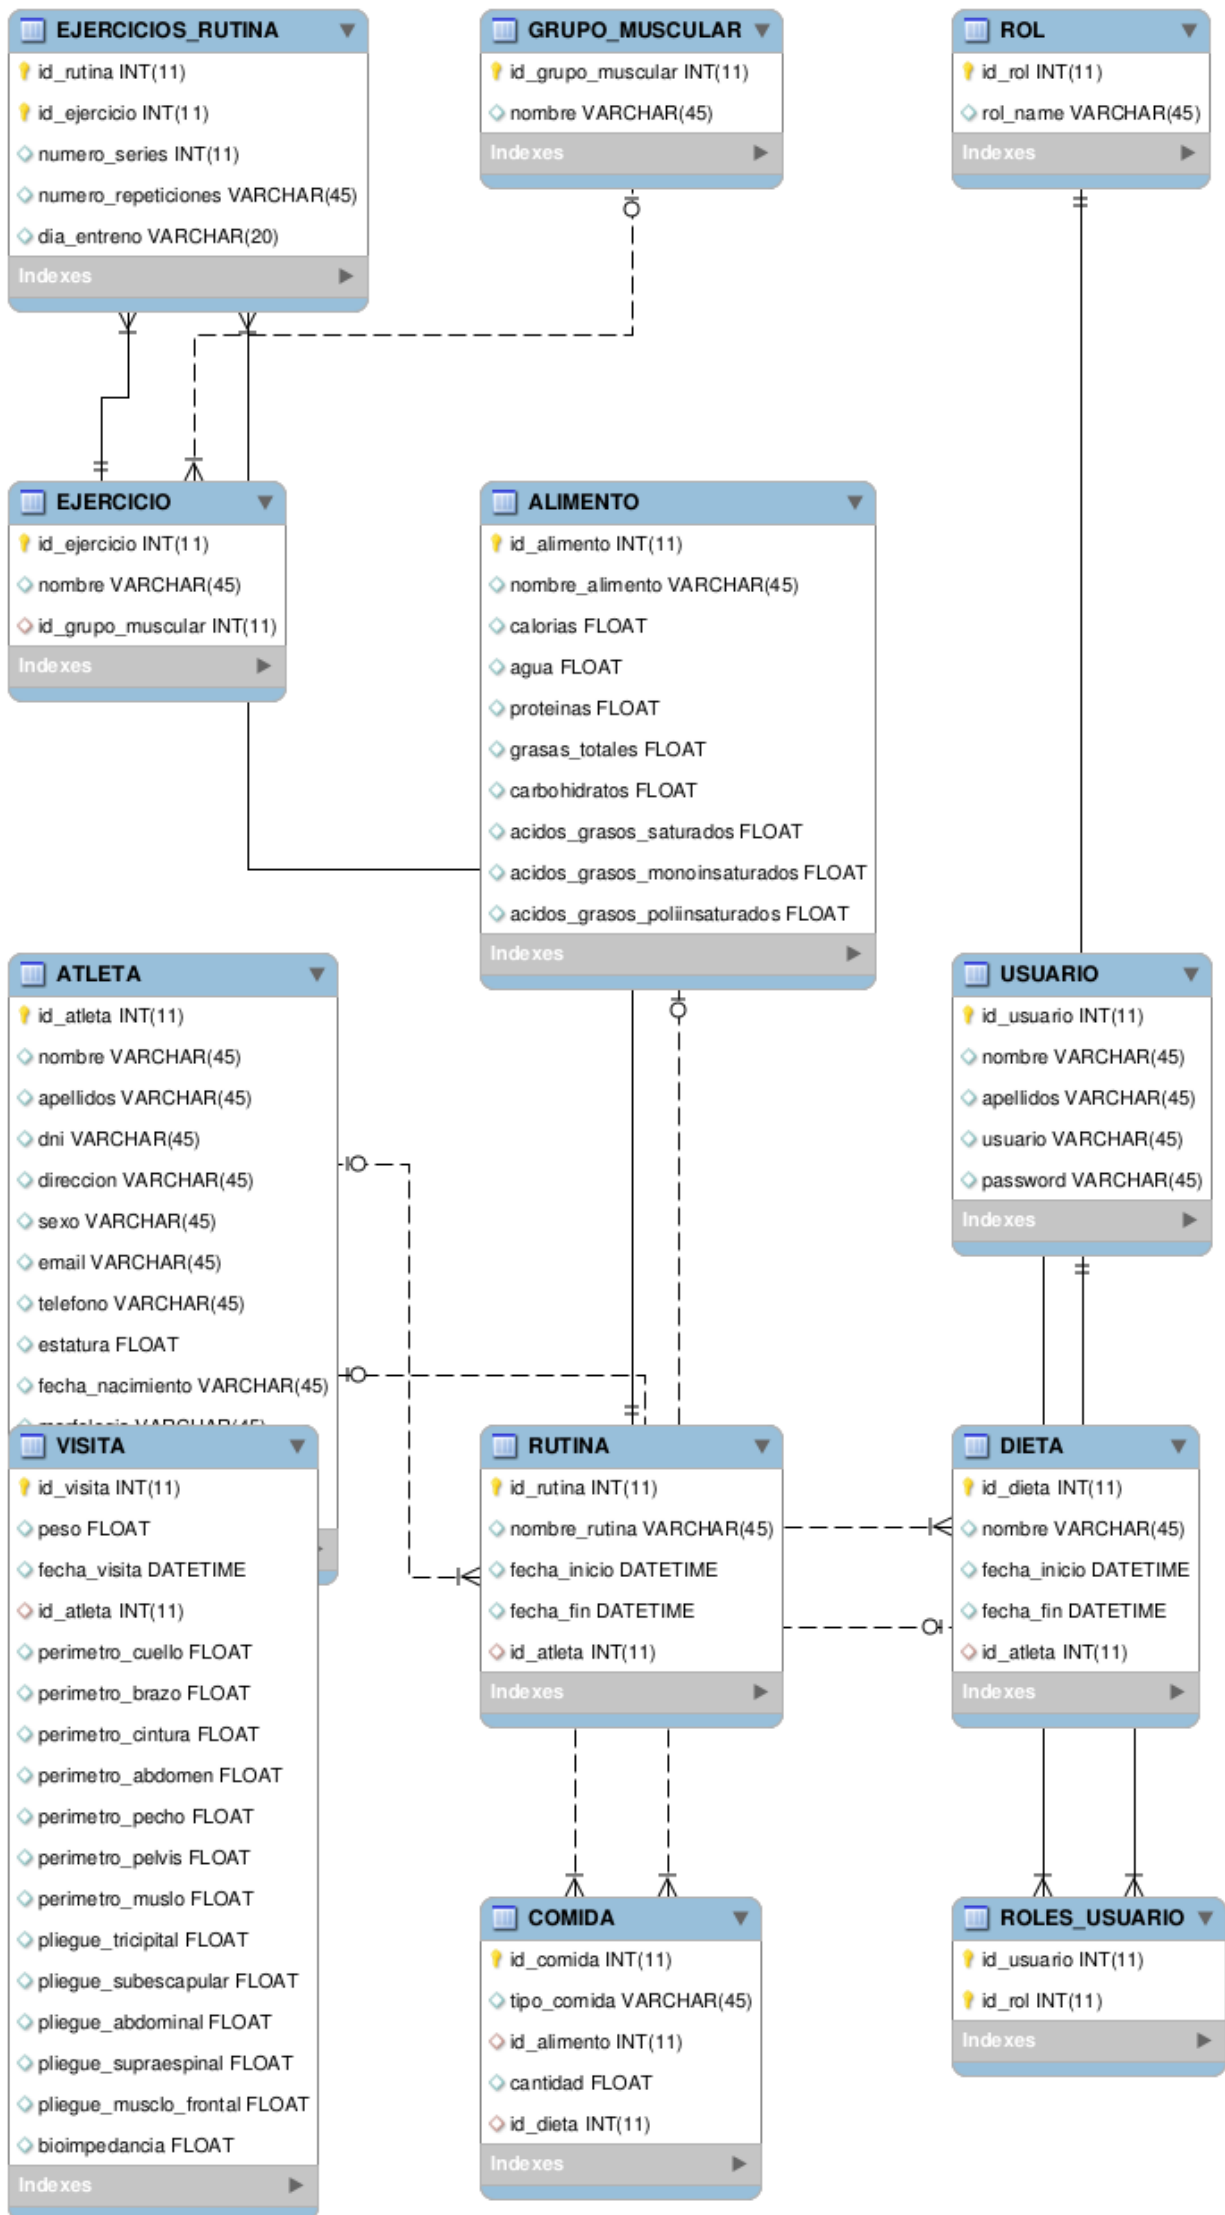 EJERCICIOS_RUTINA
id_rutina INT(11)
id_ejercicio INT(11)
numero_series INT(11)
numero_repeticiones VARCHAR(45)
dia_entreno VARCHAR(20)
Indexes
GRUPO_MUSCULAR
id_grupo_muscular INT(11)
nombre VARCHAR(45)
Indexes
ROL
id_rol INT(11)
rol_name VARCHAR(45)
Indexes
EJERCICIO
id_ejercicio INT(11)
nombre VARCHAR(45)
id_grupo_muscular INT(11)
Indexes
ALIMENTO
id_alimento INT(11)
nombre_alimento VARCHAR(45)
calorias FLOAT
agua FLOAT
proteinas FLOAT
grasas_totales FLOAT
carbohidratos FLOAT
acidos_grasos_saturados FLOAT
acidos_grasos_monoinsaturados FLOAT
acidos_grasos_poliinsaturados FLOAT
Indexes
ATLETA
id_atleta INT(11)
nombre VARCHAR(45)
apellidos VARCHAR(45)
dni VARCHAR(45)
direccion VARCHAR(45)
sexo VARCHAR(45)
email VARCHAR(45)
telefono VARCHAR(45)
estatura FLOAT
fecha_nacimiento VARCHAR(45)
USUARIO
id_usuario INT(11)
nombre VARCHAR(45)
apellidos VARCHAR(45)
usuario VARCHAR(45)
password VARCHAR(45)
Indexes
VISITA
id_visita INT(11)
peso FLOAT
fecha_visita DATETIME
id_atleta INT(11)
perimetro_cuello FLOAT
perimetro_brazo FLOAT
perimetro_cintura FLOAT
perimetro_abdomen FLOAT
perimetro_pecho FLOAT
perimetro_pelvis FLOAT
perimetro_muslo FLOAT
pliegue_tricipital FLOAT
pliegue_subescapular FLOAT
pliegue_abdominal FLOAT
pliegue_supraespinal FLOAT
pliegue_musclo_frontal FLOAT
bioimpedancia FLOAT
Indexes
RUTINA
id_rutina INT(11)
nombre_rutina VARCHAR(45)
fecha_inicio DATETIME
fecha_fin DATETIME
id_atleta INT(11)
Indexes
DIETA
id_dieta INT(11)
nombre VARCHAR(45)
fecha_inicio DATETIME
fecha_fin DATETIME
id_atleta INT(11)
Indexes
COMIDA
id_comida INT(11)
tipo_comida VARCHAR(45)
id_alimento INT(11)
cantidad FLOAT
id_dieta INT(11)
Indexes
ROLES_USUARIO
id_usuario INT(11)
id_rol INT(11)
Indexes